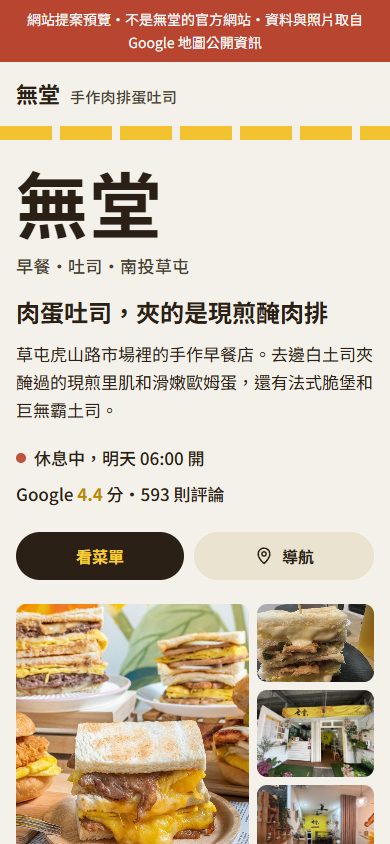 網站提案預覽・不是無堂的官方網站・資料與照片取自
Google 地圖公開資訊
無堂 手作肉排蛋吐司
無堂
早餐・吐司・南投草屯
肉蛋吐司，夾的是現煎醃肉排
草屯虎山路市場裡的手作早餐店。去邊白土司夾
醃過的現煎里肌和滑嫩歐姆蛋，還有法式脆堡和
巨無霸土司。
休息中，明天 06:00 開
Google 4.4 分・593 則評論
看菜單
導航